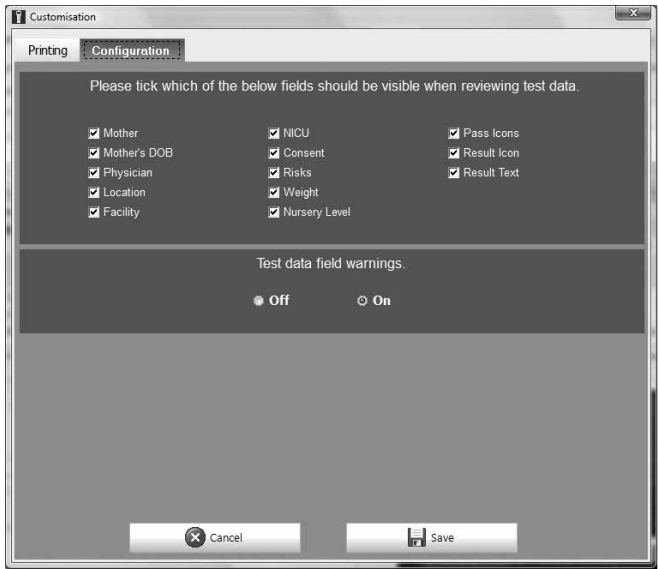 Customisation
Printing
Configuration
Please tick which of the below fields should be visible when reviewing test data.
Mother
NICU
Pass Icons
Mother's DOB
Consent
Result Icon
Physician
Risks
Result Text
Location
Weight
Facility
Nursery Level
Test data field warnings.
Off
On
Cancel
Save